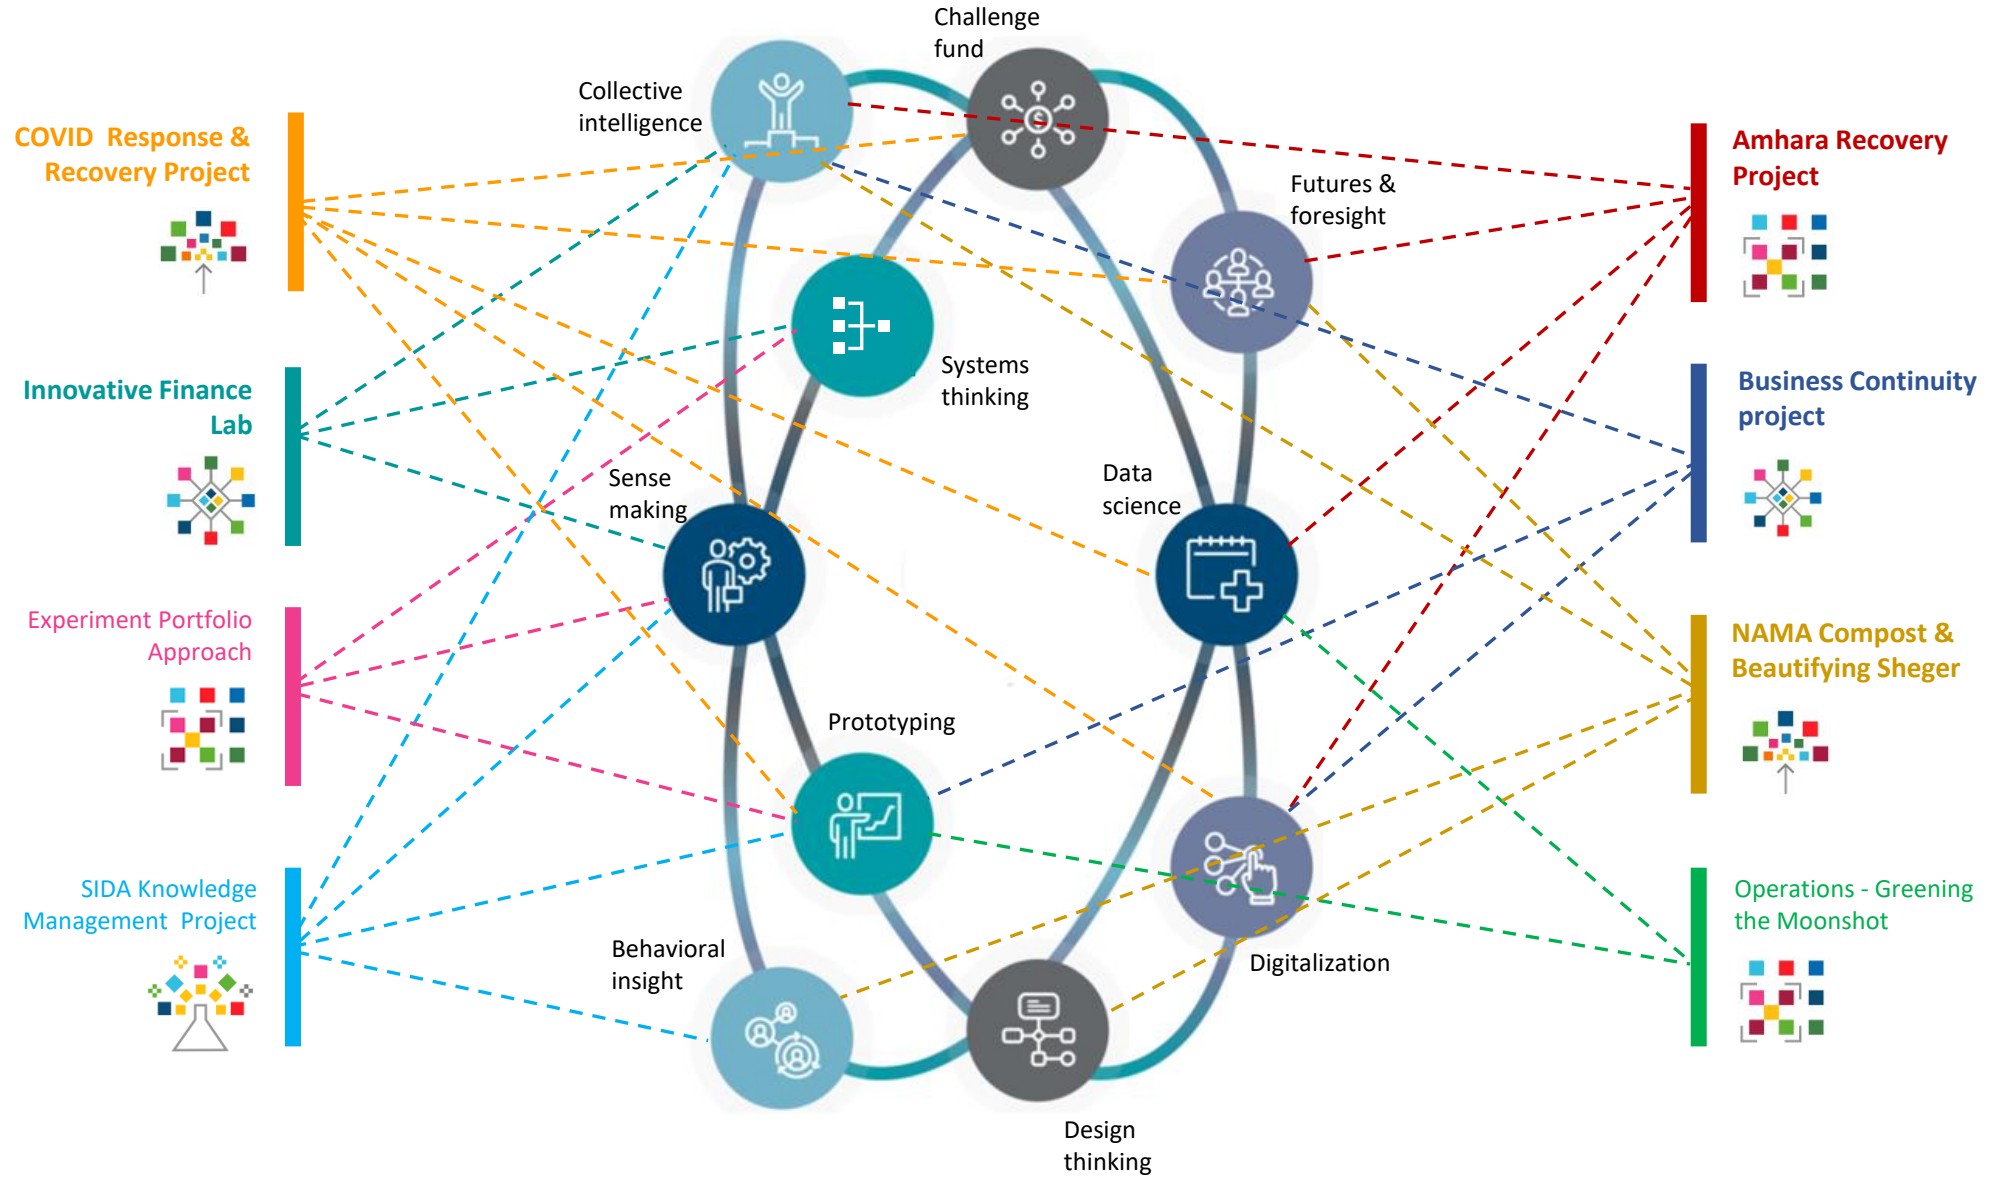 Challenge
fund
Collective
intelligence
COVID  Response &
Recovery Project
Amhara Recovery
Project
Futures &
foresight
Systems
thinking
Innovative Finance
Lab
Business Continuity
project
Sense
making
Data
science
Experiment Portfolio
Approach
NAMA Compost &
Beautifying Sheger
Prototyping
SIDA Knowledge
Management  Project
Operations - Greening
the Moonshot
Behavioral
insight
Digitalization
Design
thinking